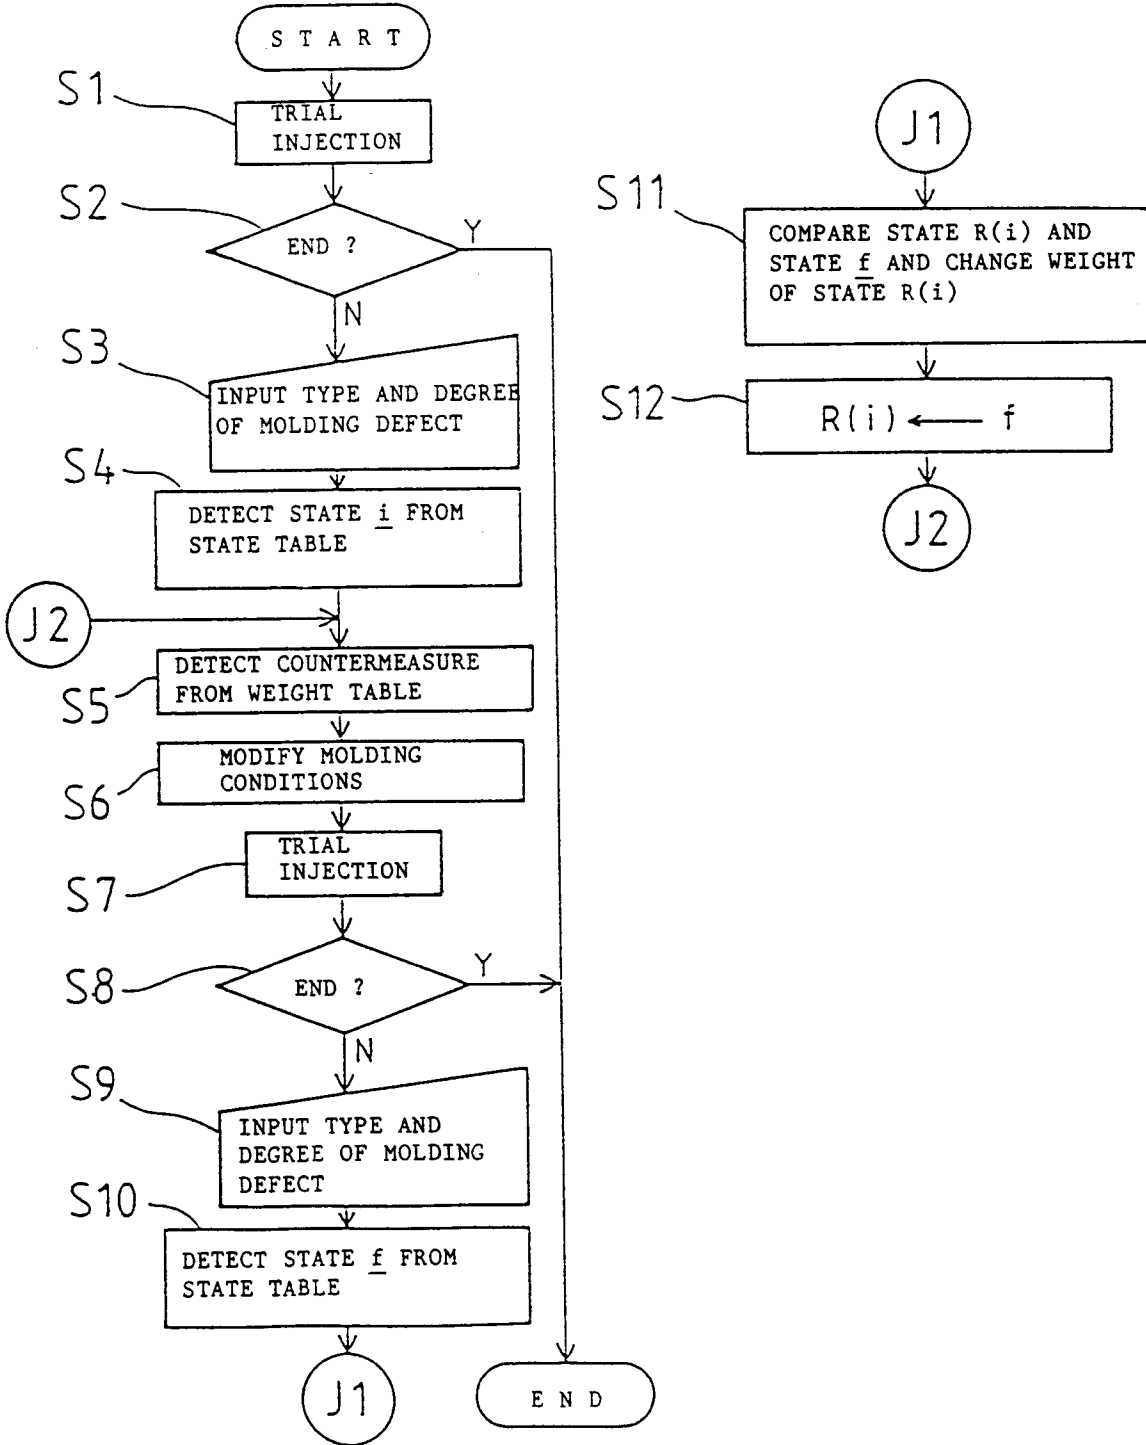 START
S1
TRIAL
INJECTION
S2
END ?
Y
N
S3
INPUT TYPE AND DEGREE
OF MOLDING DEFECT
S4
DETECT STATE i FROM
STATE TABLE
J2
S5
DETECT COUNTERMEASURE
FROM WEIGHT TABLE
S6
MODIFY MOLDING
CONDITIONS
S7
TRIAL
INJECTION
S8
END ?
Y
N
S9
INPUT TYPE AND
DEGREE OF MOLDING
DEFECT
S10
DETECT STATE f FROM
STATE TABLE
J1
END
J1
S11
COMPARE STATE R(i) AND
STATE f AND CHANGE WEIGHT
OF STATE R(i)
S12
R(i) ← f
J2